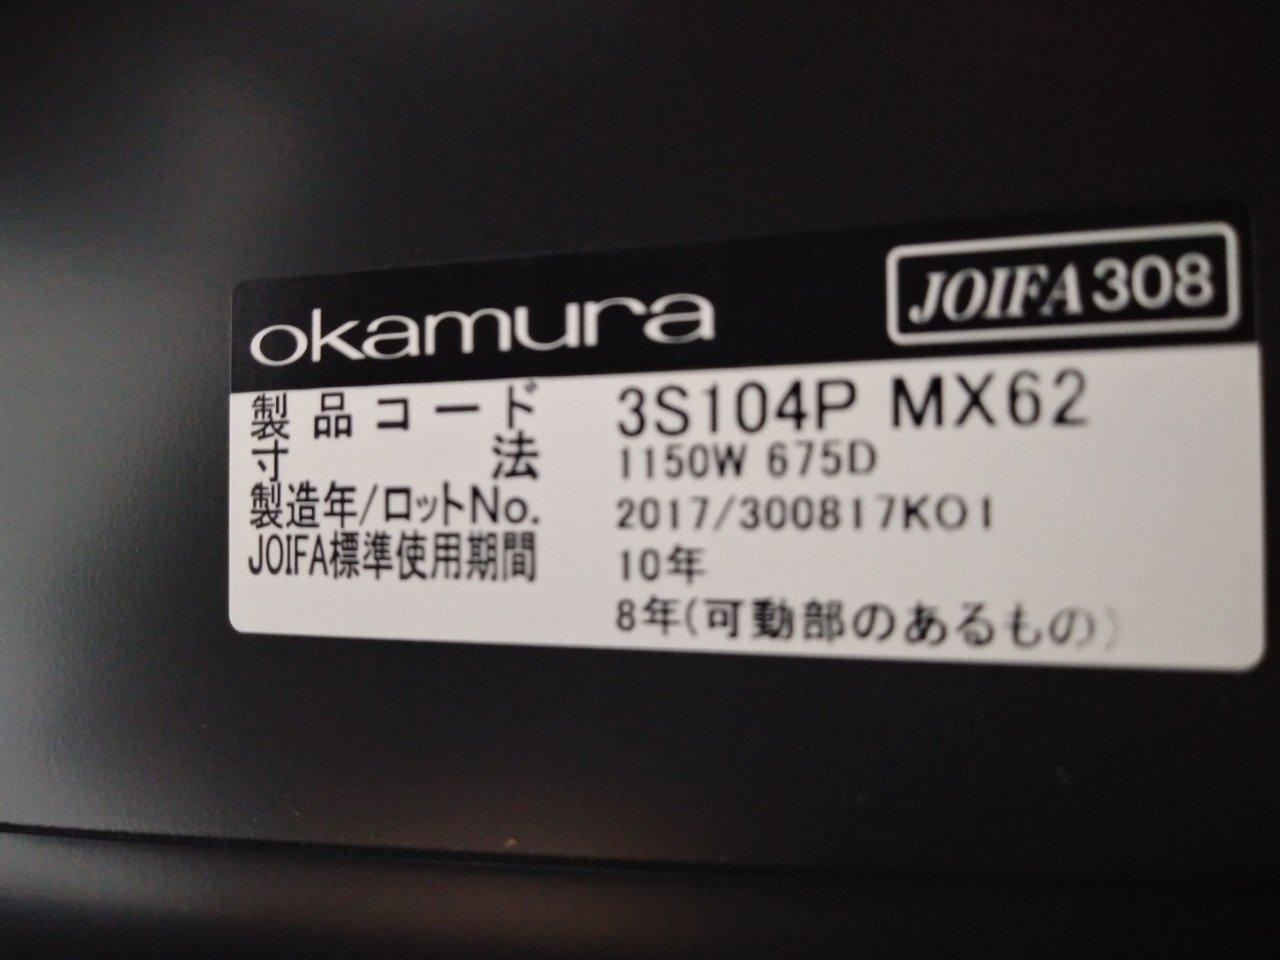 okamura
JOIFA308
製品コード 3S104P MX62
寸法 1150W 675D
製造年/ロットNo. 2017/300817K01
JOIFA標準使用期間 10年
8年(可動部のあるもの)